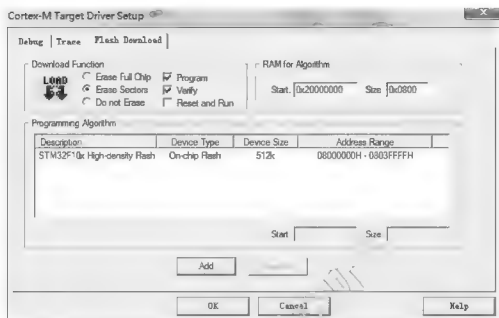 Cortex-M Target Driver Setup
Debug Trace Flash Download
Download Function
LOAD
Erase Full Chip Program
Erase Sectors Verify
Do not Erase Reset and Run
RAM for Algorithm
Start: 0x20000000 Size 0x0800
Programming Algorithm
Description Device Type Device Size Address Range
STM32F10x High-density Flash On-chip Flash 512k 08000000H - 0803FFFFH
Start Size
Add
OK Cancel Help